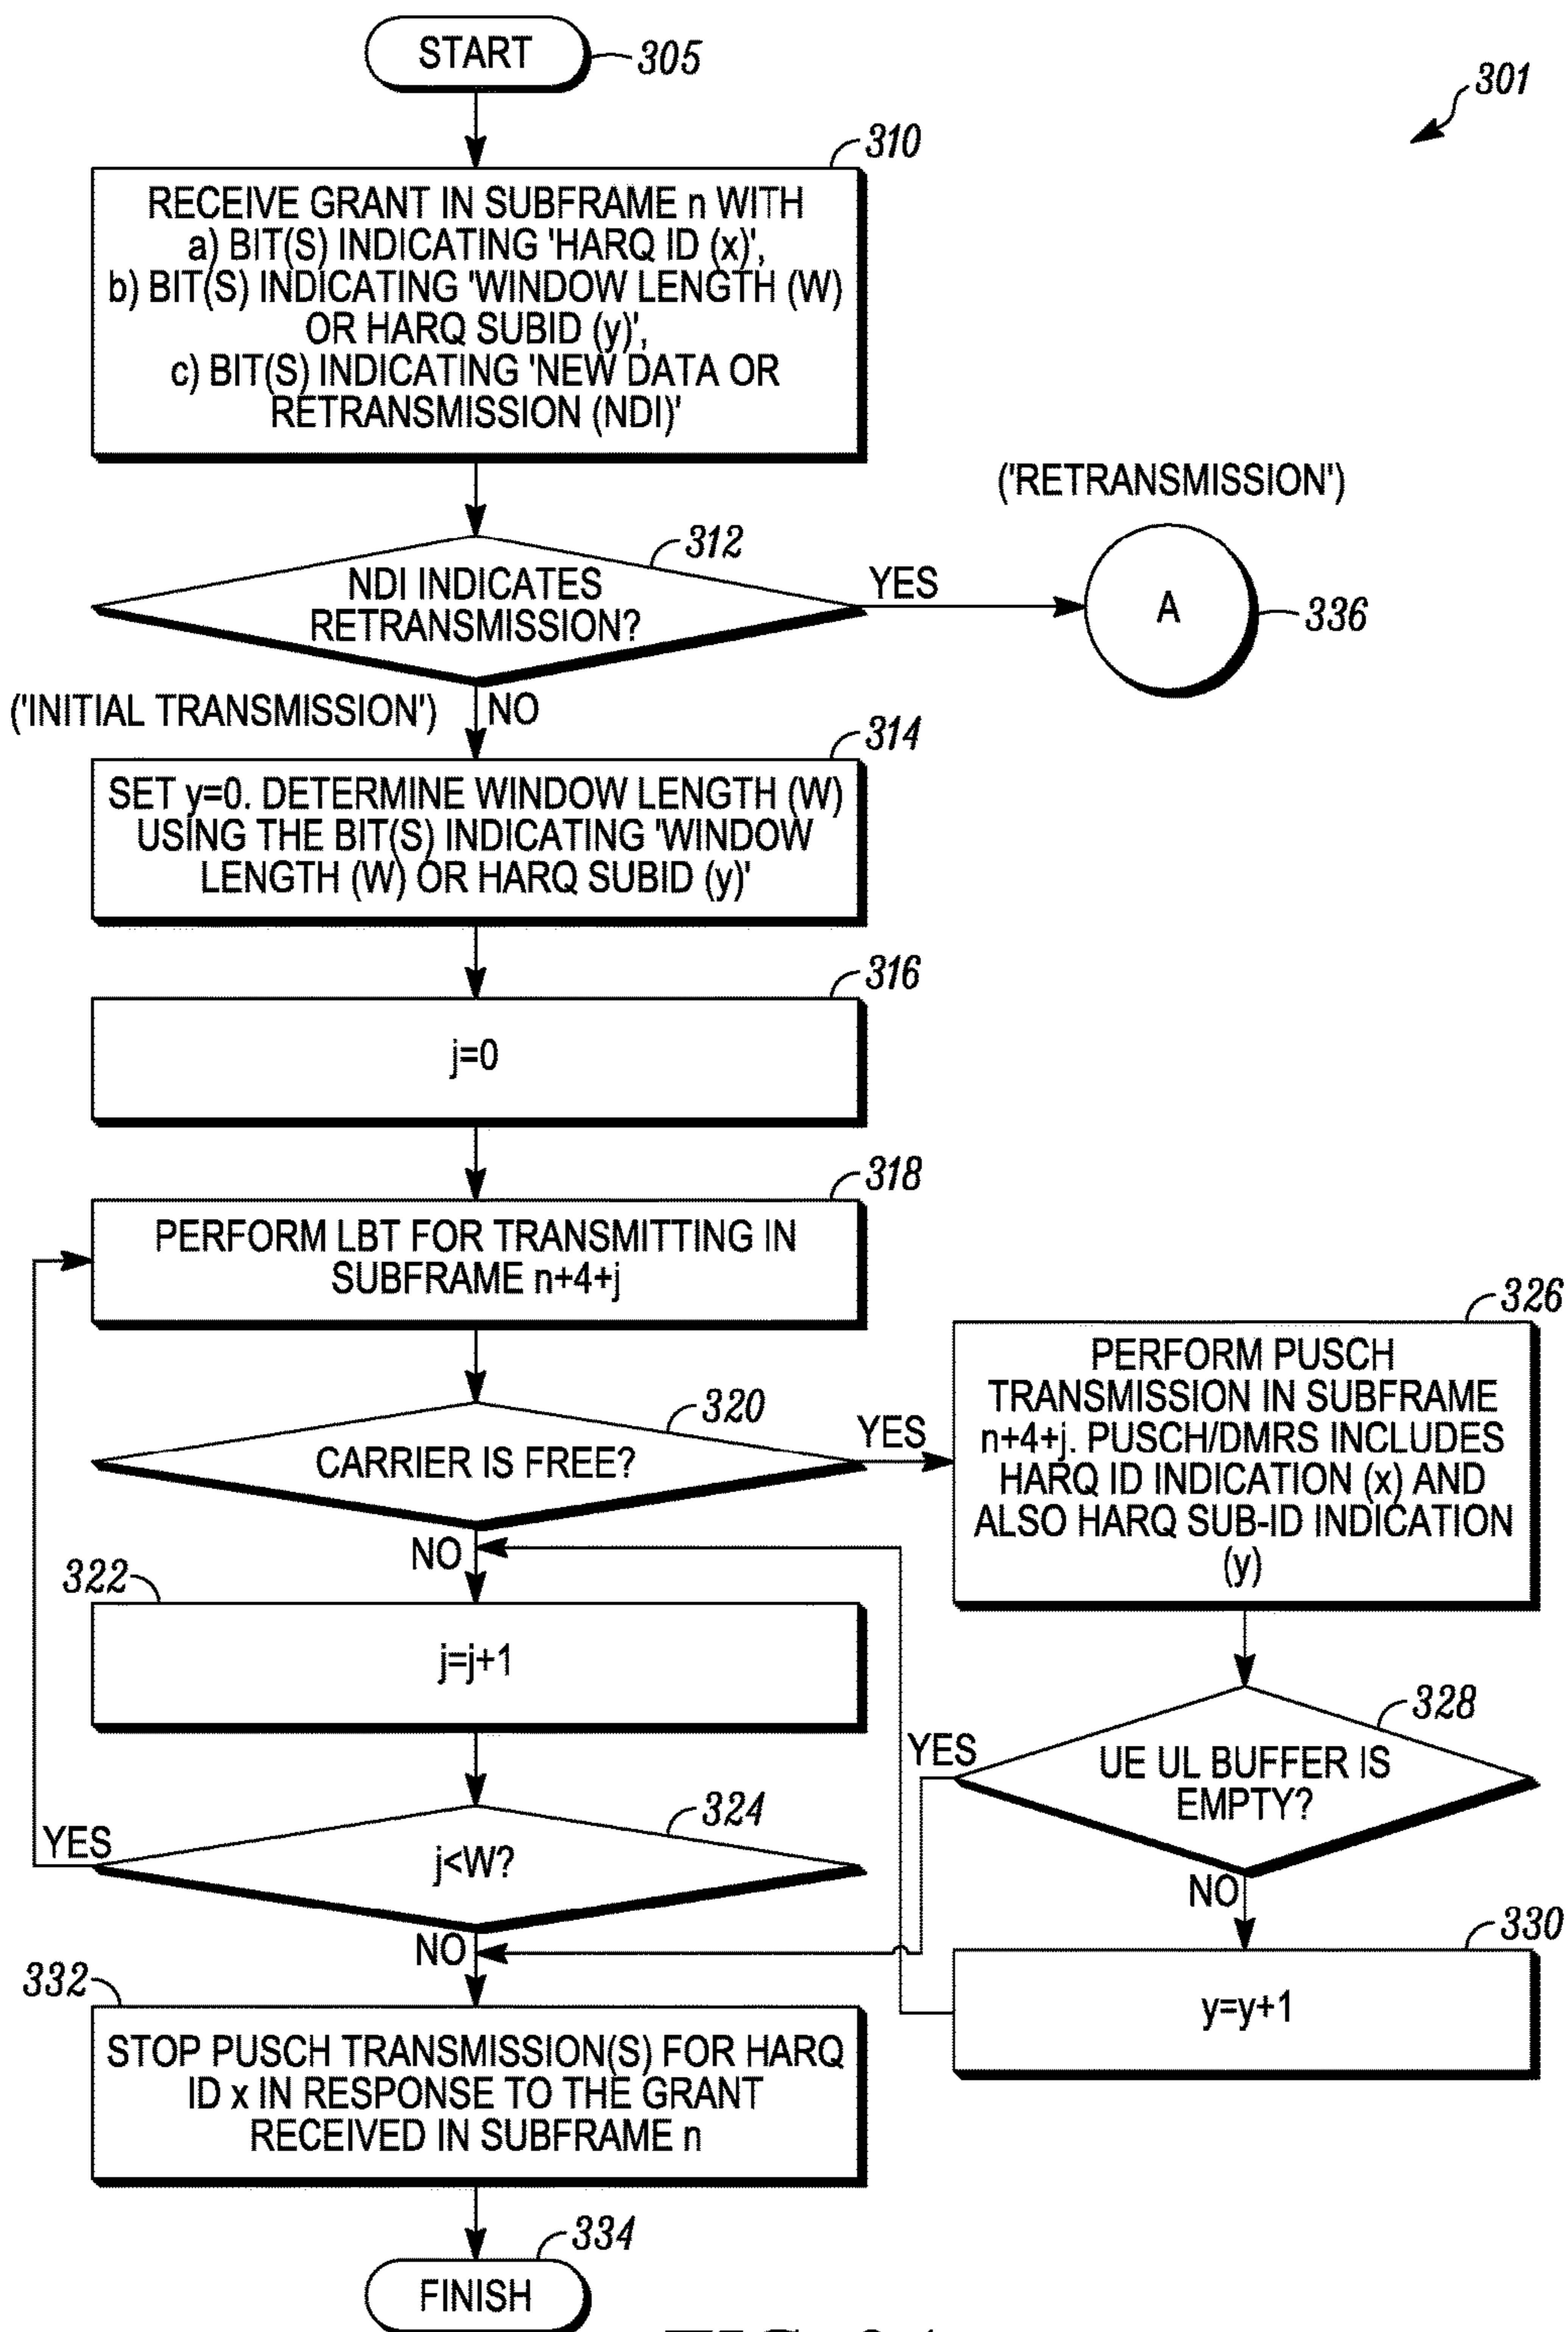 START
305
301
310
RECEIVE GRANT IN SUBFRAME n WITH
a) BIT(S) INDICATING 'HARQ ID (x)',
b) BIT(S) INDICATING 'WINDOW LENGTH (W)
OR HARQ SUBID (y)',
c) BIT(S) INDICATING 'NEW DATA OR
RETRANSMISSION (NDI)'
('RETRANSMISSION')
312
NDI INDICATES
RETRANSMISSION?
YES
A
336
('INITIAL TRANSMISSION')
NO
314
SET y=0. DETERMINE WINDOW LENGTH (W)
USING THE BIT(S) INDICATING 'WINDOW
LENGTH (W) OR HARQ SUBID (y)'
316
j=0
318
PERFORM LBT FOR TRANSMITTING IN
SUBFRAME n+4+j
320
CARRIER IS FREE?
YES
326
PERFORM PUSCH
TRANSMISSION IN SUBFRAME
n+4+j. PUSCH/DMRS INCLUDES
HARQ ID INDICATION (x) AND
ALSO HARQ SUB-ID INDICATION
(y)
NO
322
j=j+1
328
UE UL BUFFER IS
EMPTY?
YES
NO
324
j<W?
YES
NO
330
y=y+1
332
STOP PUSCH TRANSMISSION(S) FOR HARQ
ID x IN RESPONSE TO THE GRANT
RECEIVED IN SUBFRAME n
334
FINISH